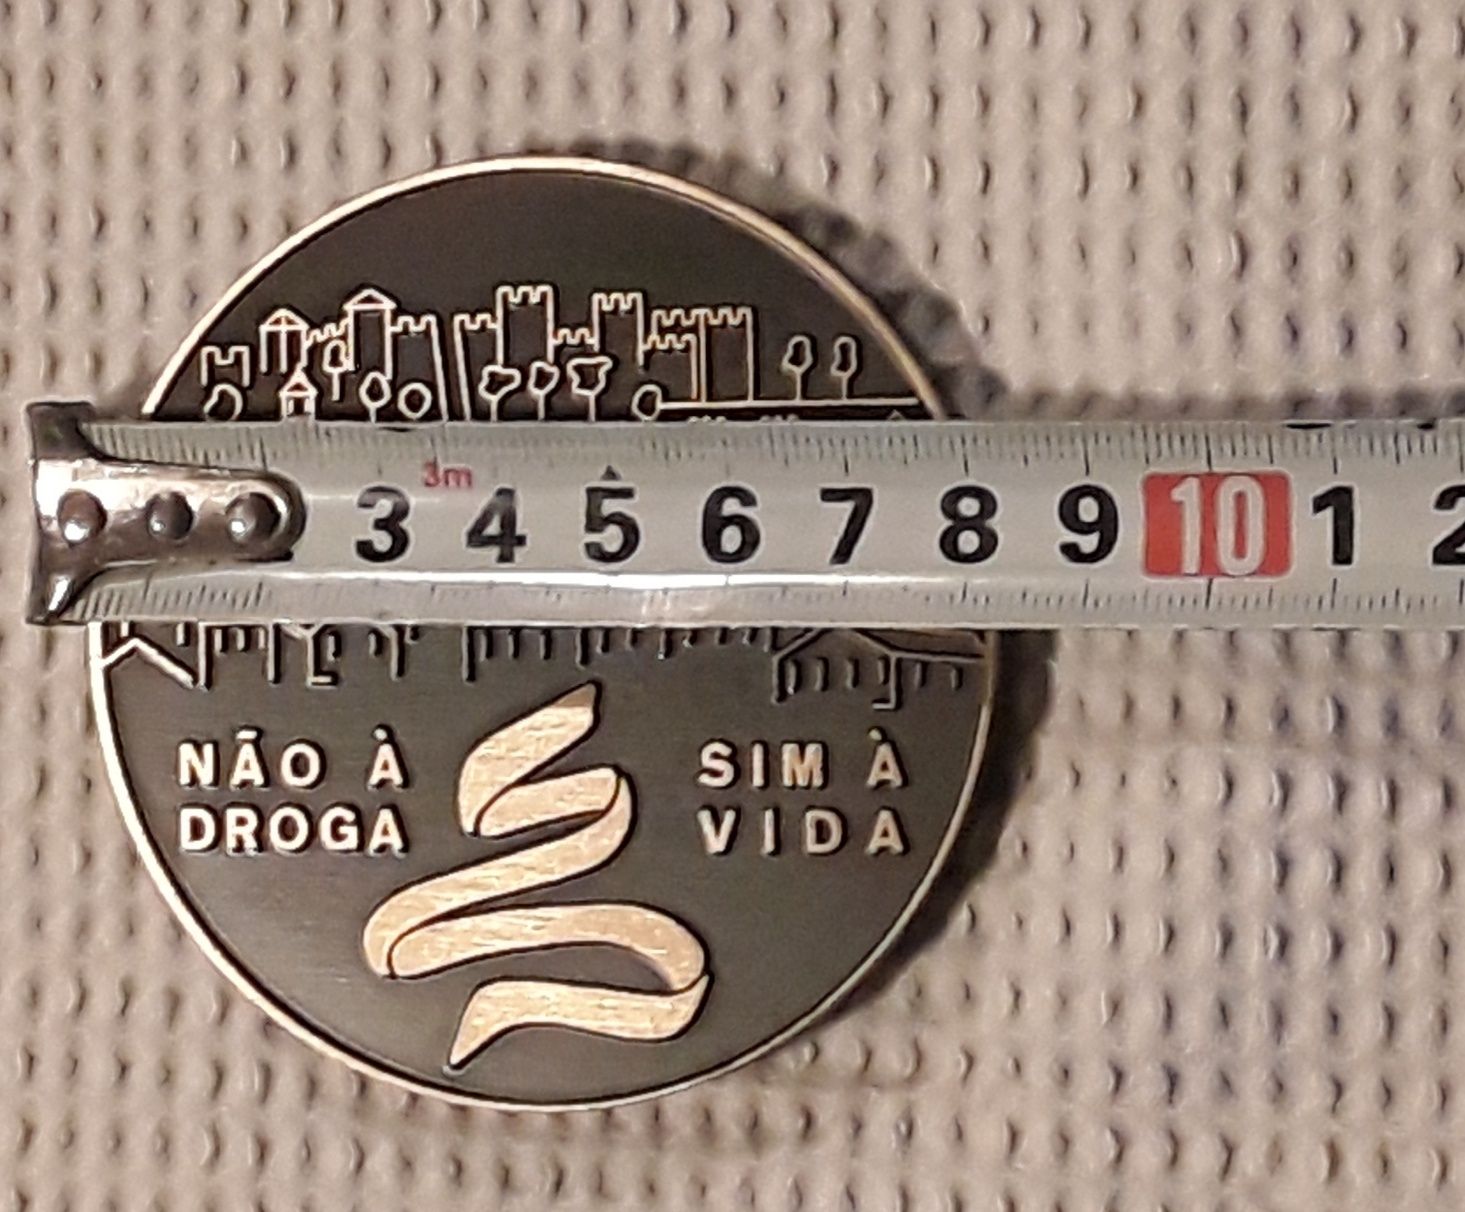 3m
3 4 5 6 7 8 9 10 1 2
NÃO À
DROGA
SIM À
VIDA